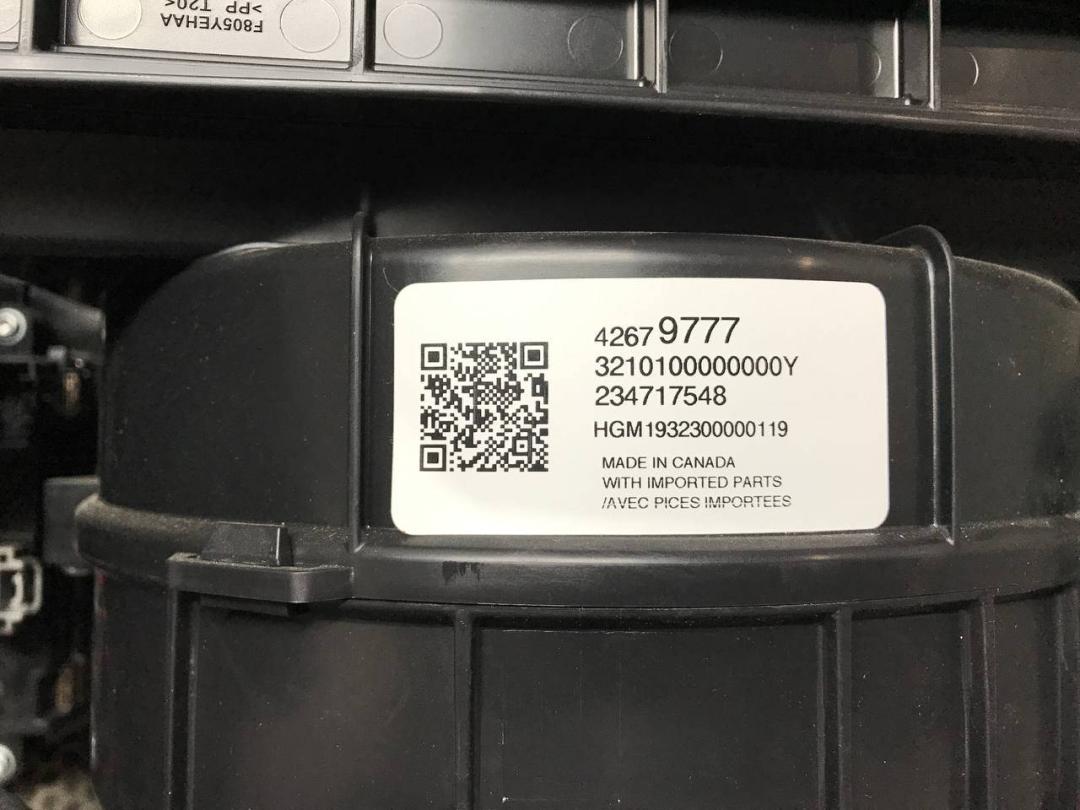 F805YEHAA
>PP T20<
42679777
3210100000000Y
234717548
HGM1932300000119
MADE IN CANADA
WITH IMPORTED PARTS
/AVEC PICES IMPORTEES